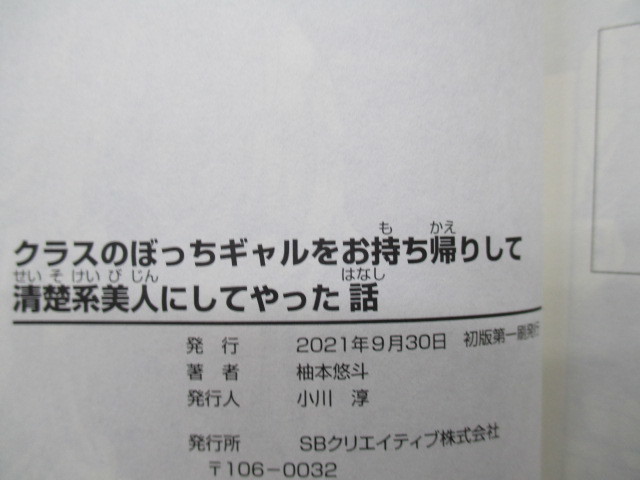 クラスのぼっちギャルをお持ち帰りして
清楚系美人にしてやった話
発行 2021年9月30日 初版第一刷発行
著者 柚本悠斗
発行人 小川 淳
発行所 SBクリエイティブ株式会社
〒106-0032